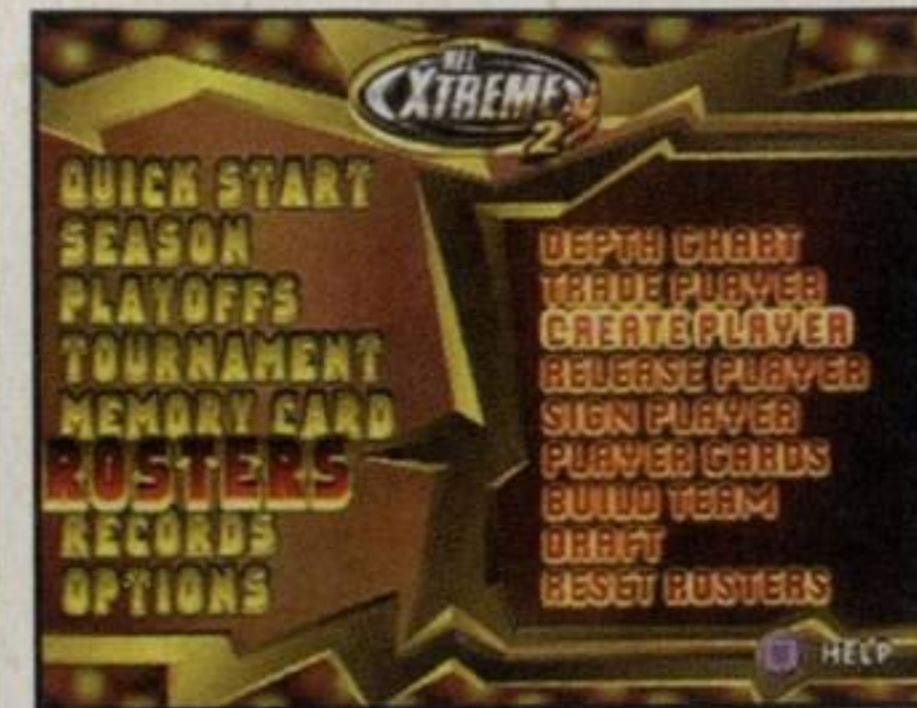 NFL
XTREME
2
QUICK START
SEASON
PLAYOFFS
TOURNAMENT
MEMORY CARD
ROSTERS
RECORDS
OPTIONS
DEPTH CHART
TRADE PLAYER
CREATE PLAYER
RELEASE PLAYER
SIGN PLAYER
PLAYER CARDS
BUILD TEAM
DRAFT
RESET ROSTERS
HELP